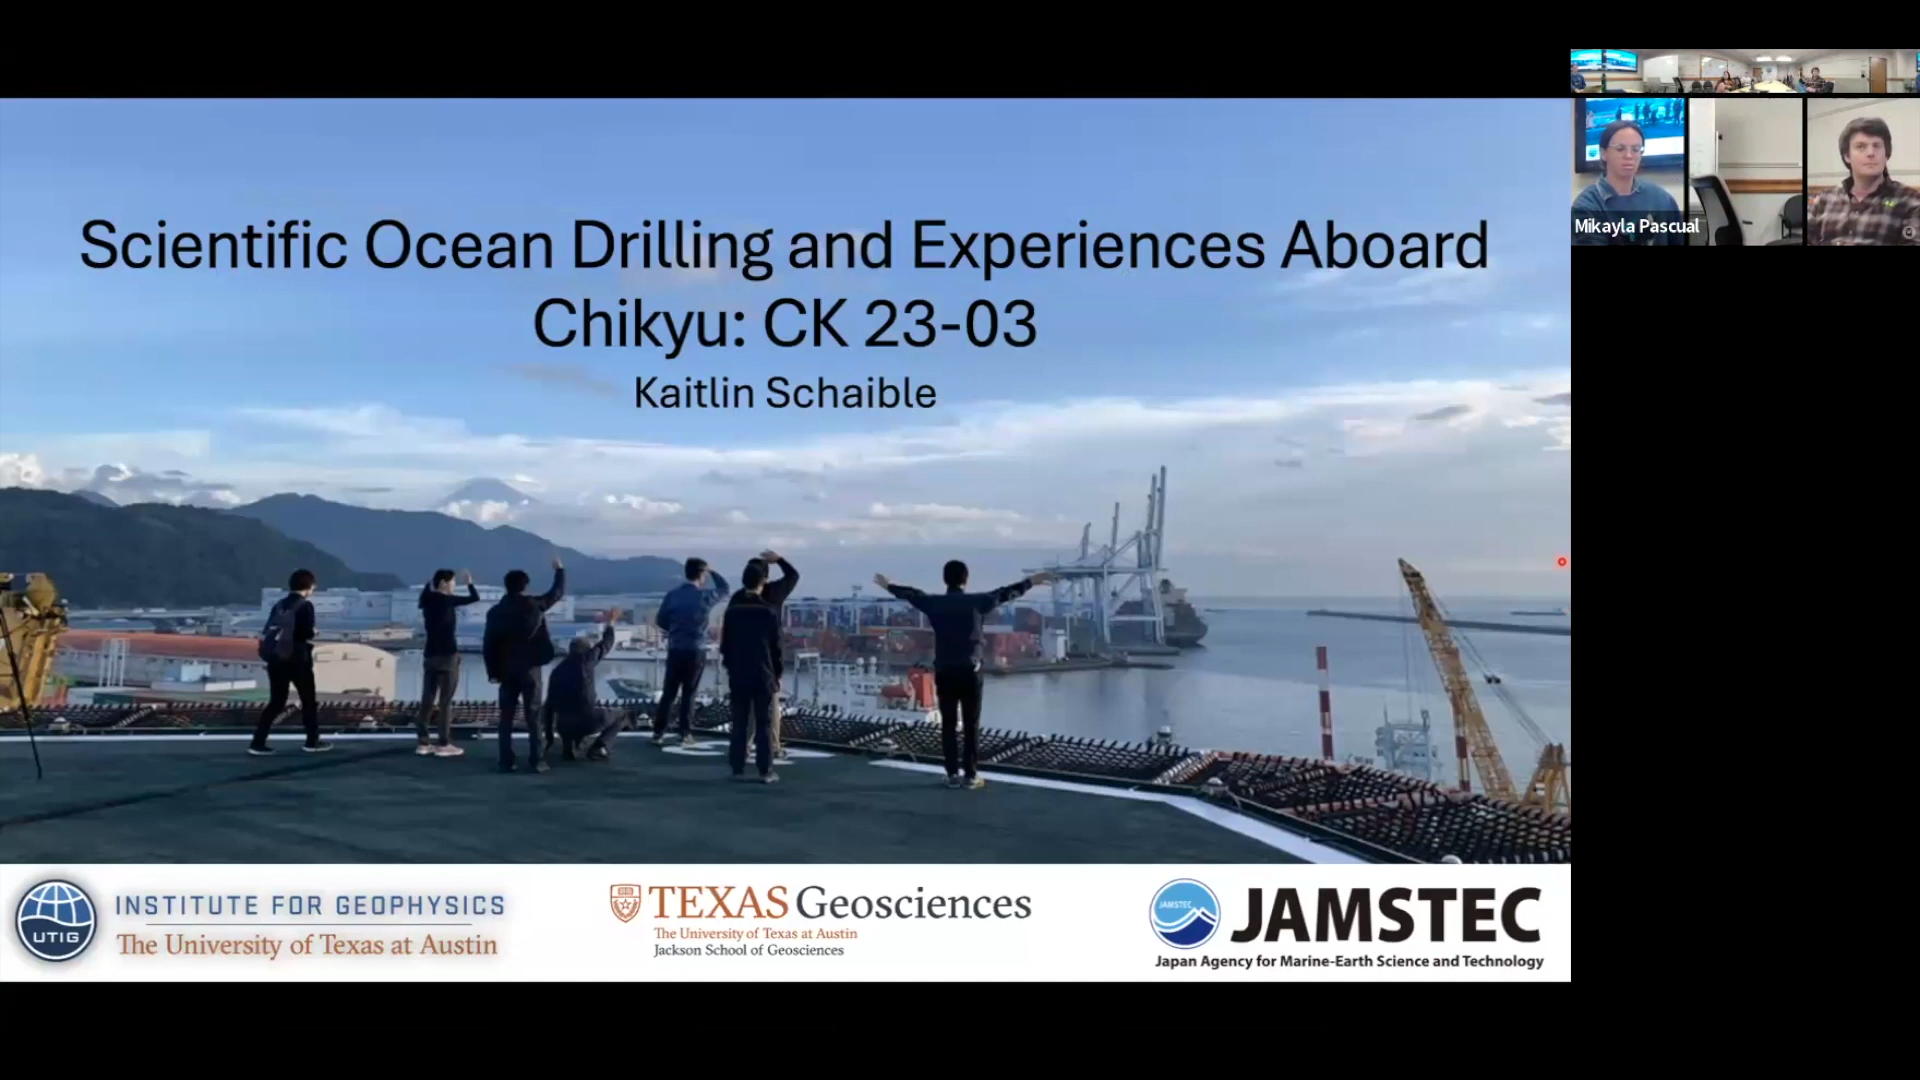 Scientific Ocean Drilling and Experiences Aboard
Chikyu: CK 23-03
Kaitlin Schaible
Mikayla Pascual
UTIG
INSTITUTE FOR GEOPHYSICS
The University of Texas at Austin
TEXAS Geosciences
The University of Texas at Austin
Jackson School of Geosciences
JAMSTEC
JAMSTEC
Japan Agency for Marine-Earth Science and Technology